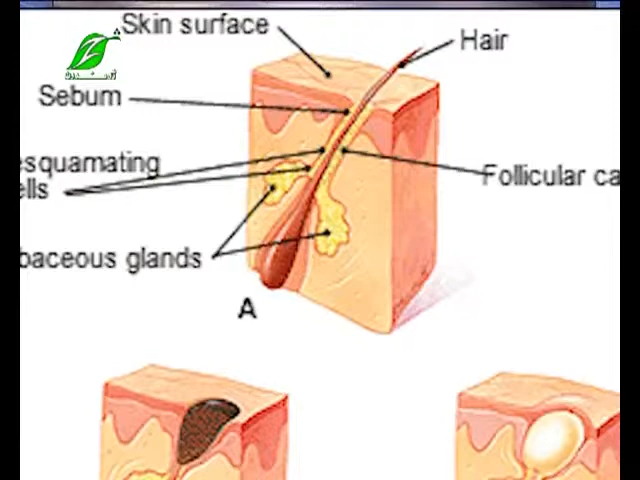 Skin surface
Hair
Sebum
esquamating
ells
Follicular ca
baceous glands
A